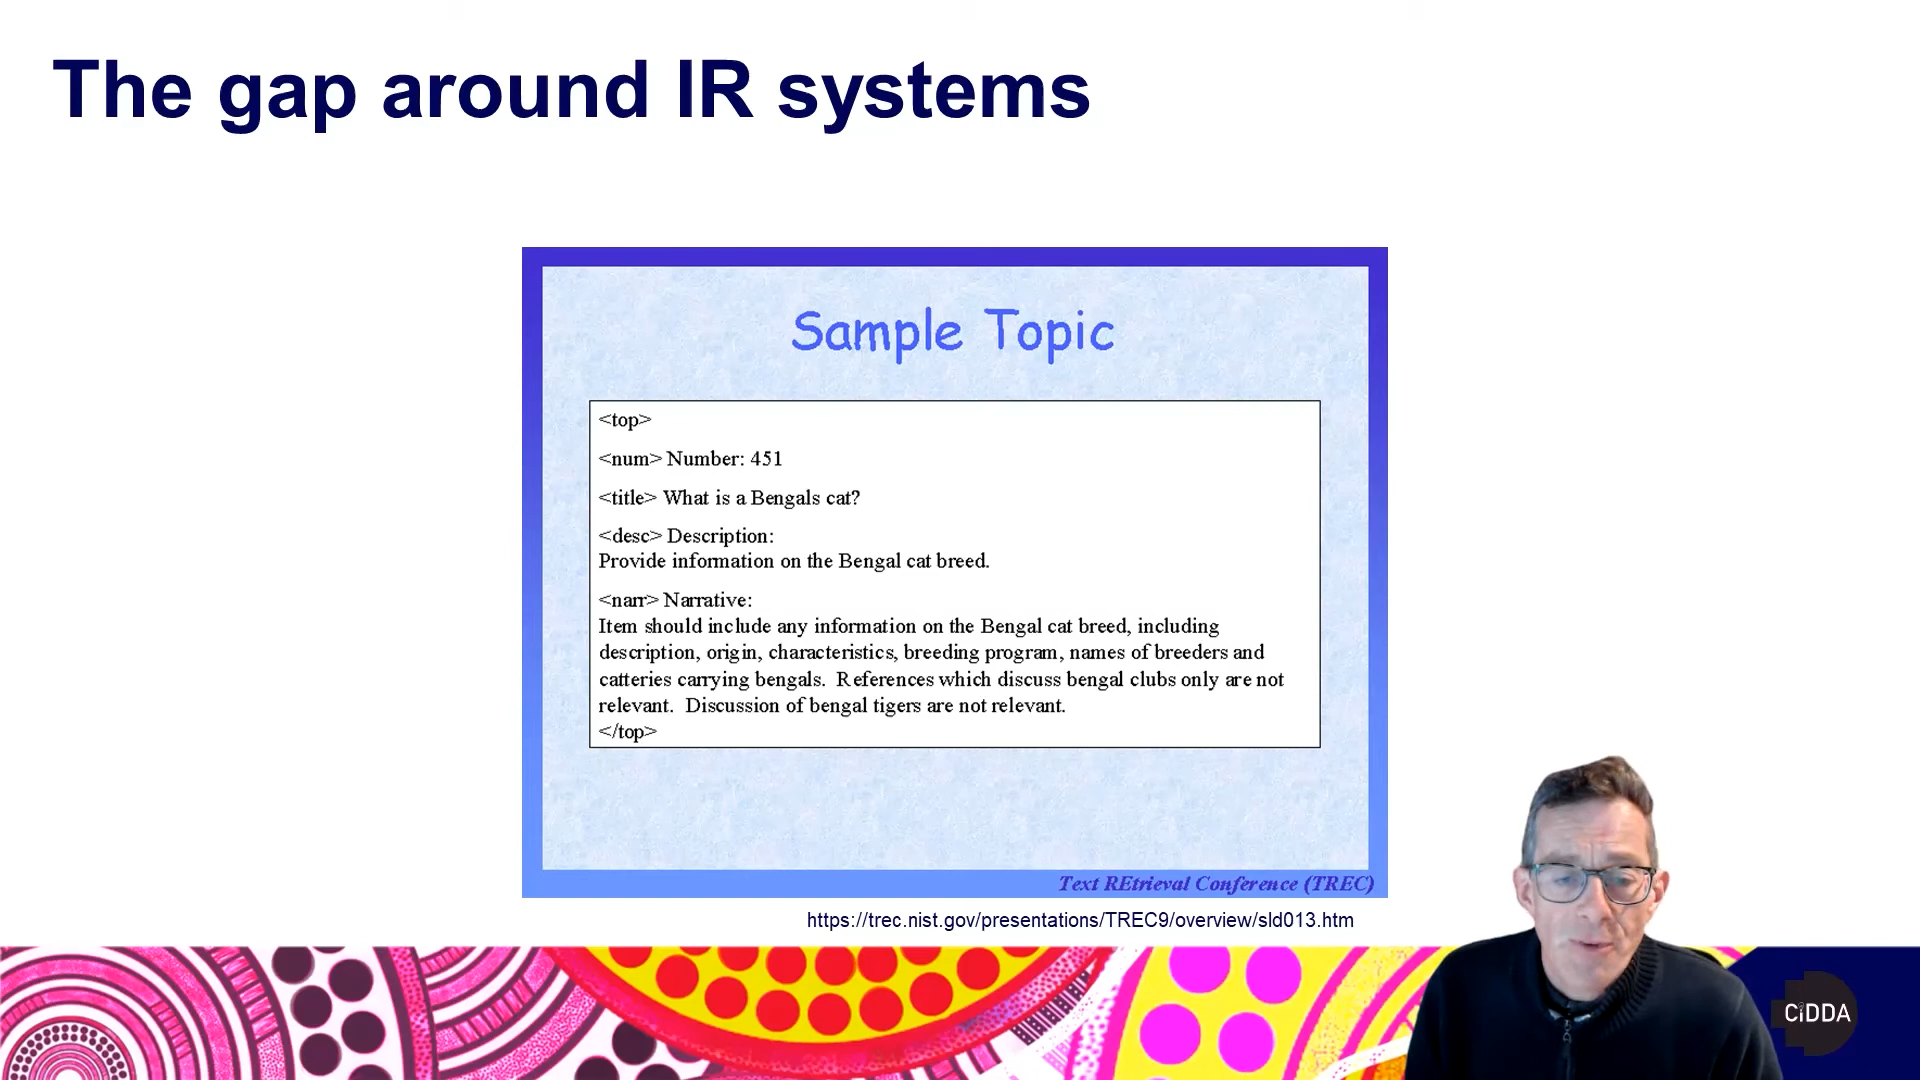 The gap around IR systems
Sample Topic
<top>
<num> Number: 451
<title> What is a Bengals cat?
<desc> Description:
Provide information on the Bengal cat breed.
<narr> Narrative:
Item should include any information on the Bengal cat breed, including
description, origin, characteristics, breeding program, names of breeders and
catteries carrying bengals.  References which discuss bengal clubs only are not
relevant.  Discussion of bengal tigers are not relevant.
</top>
Text REtrieval Conference (TREC)
https://trec.nist.gov/presentations/TREC9/overview/sld013.htm
CiDDA